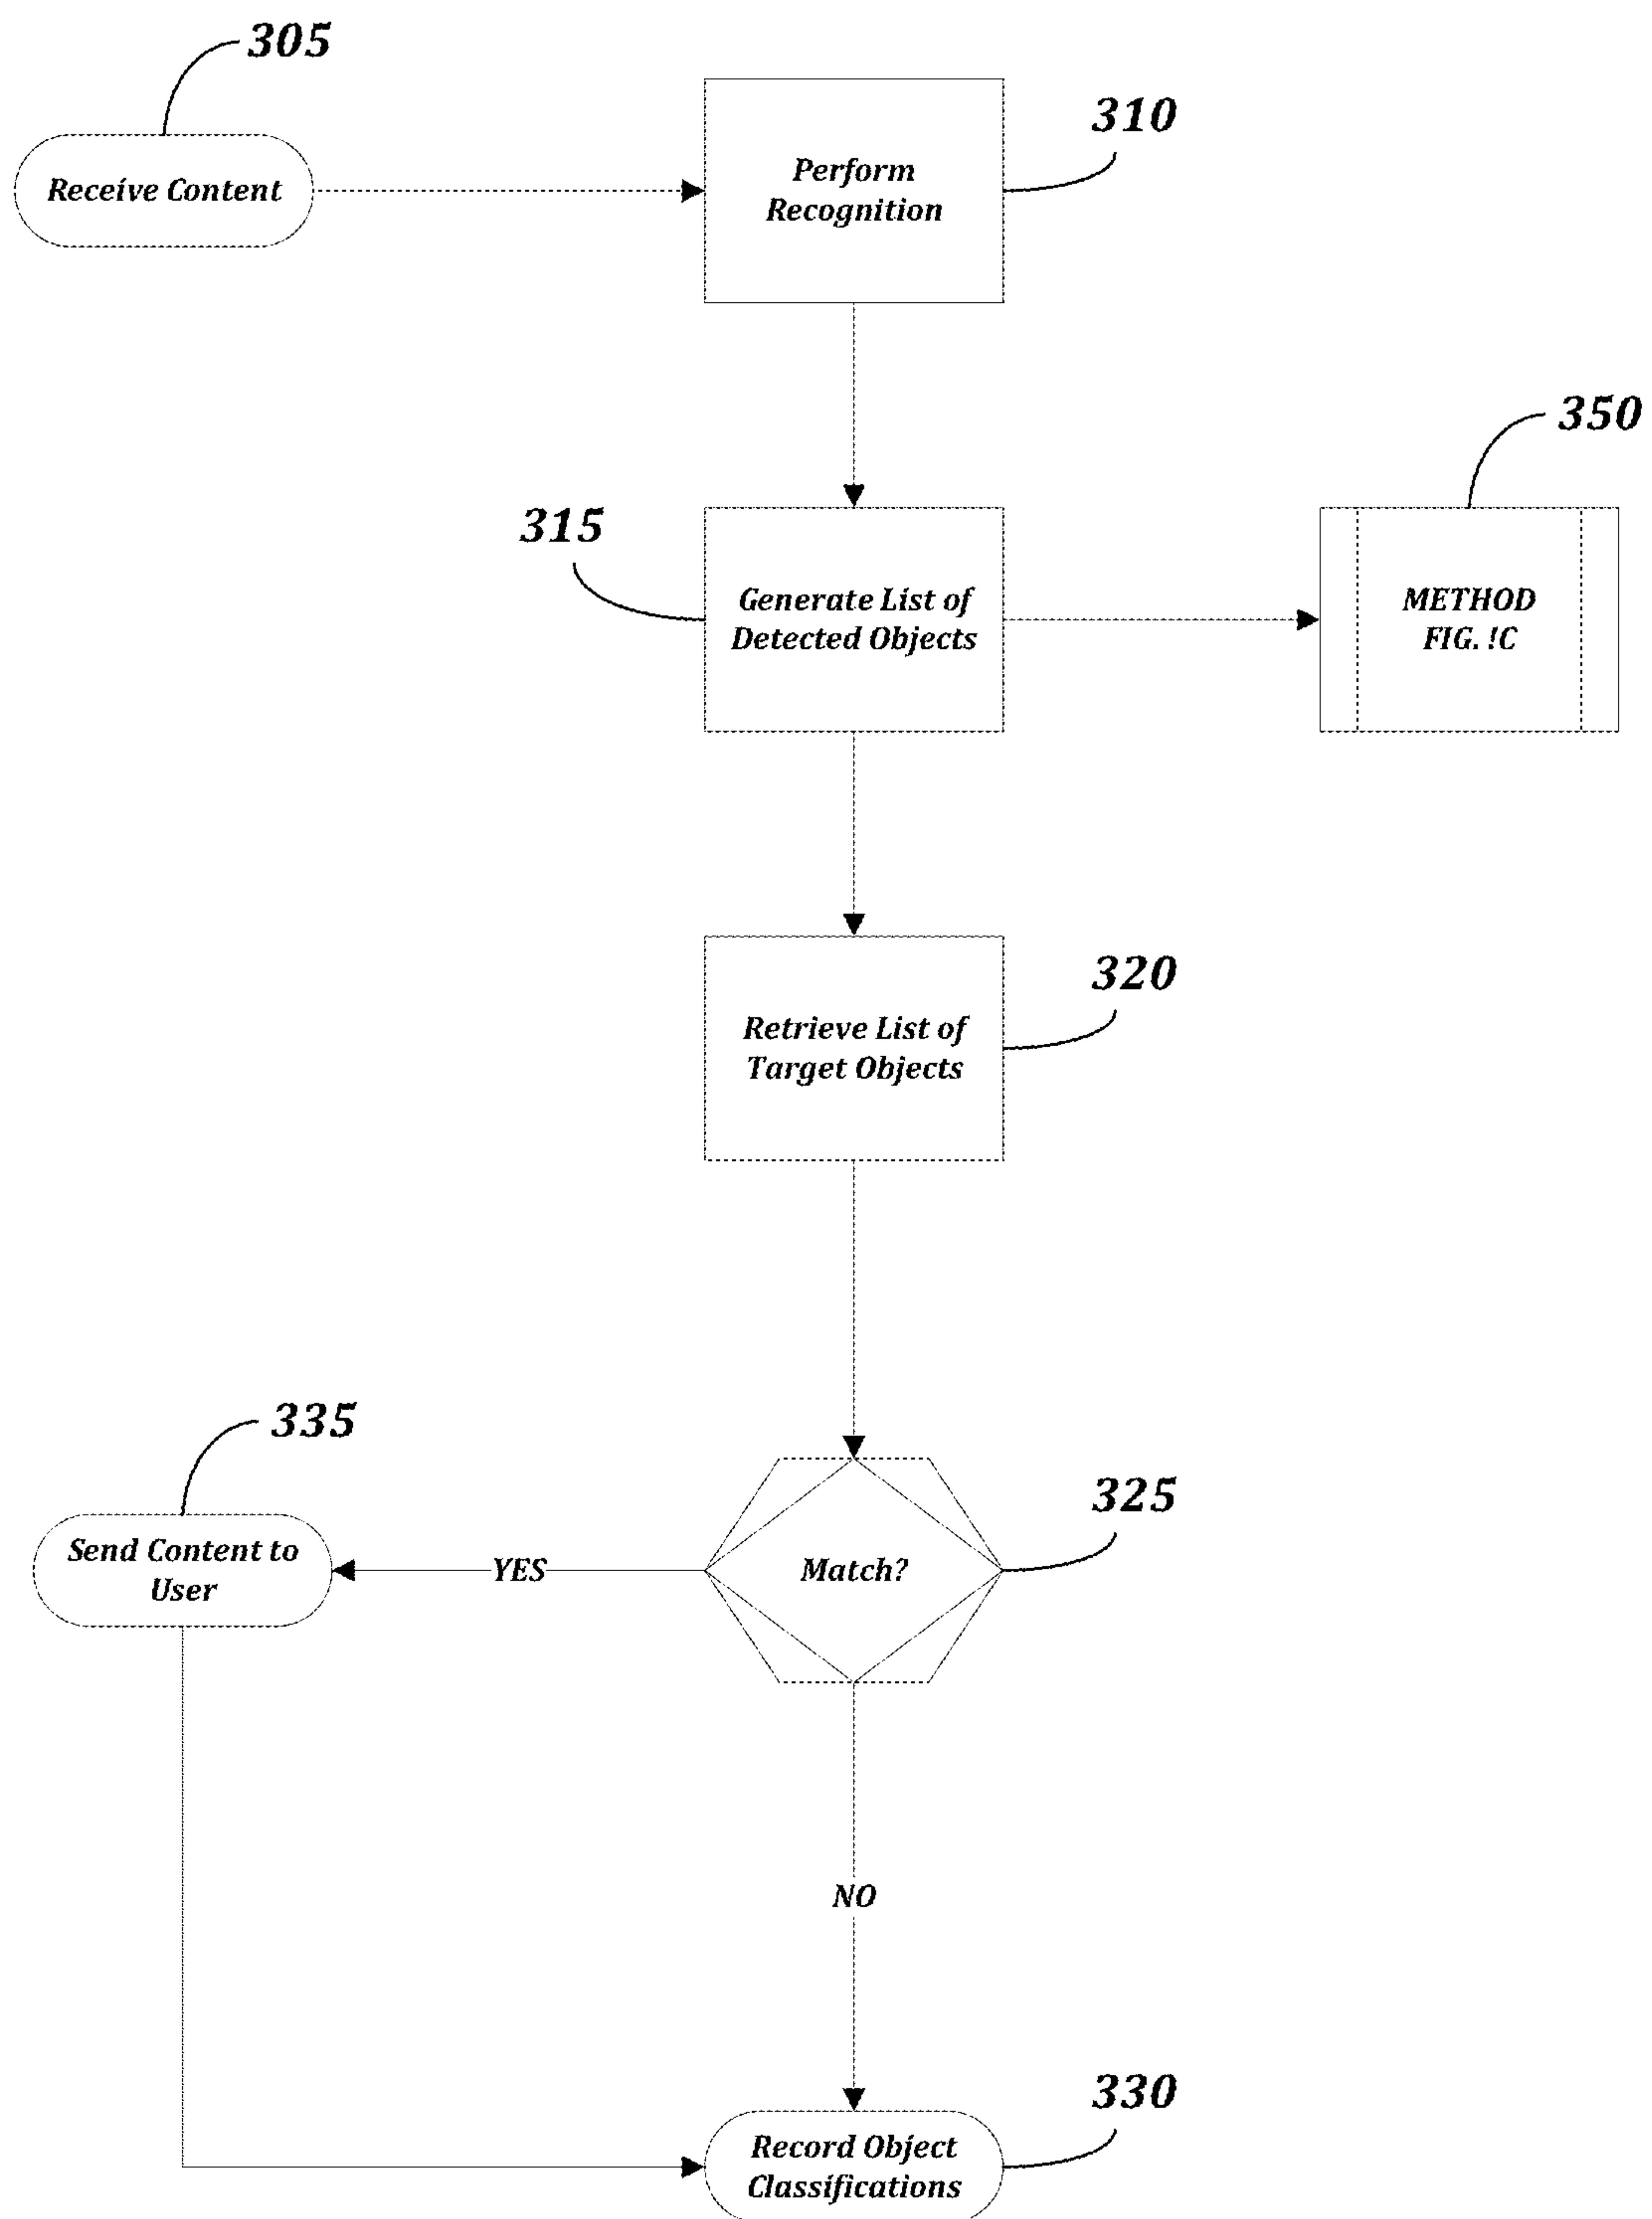 305
Receive Content
310
Perform
Recognition
350
315
Generate List of
Detected Objects
METHOD
FIG. !C
320
Retrieve List of
Target Objects
335
Send Content to
User
YES
325
Match?
NO
330
Record Object
Classifications